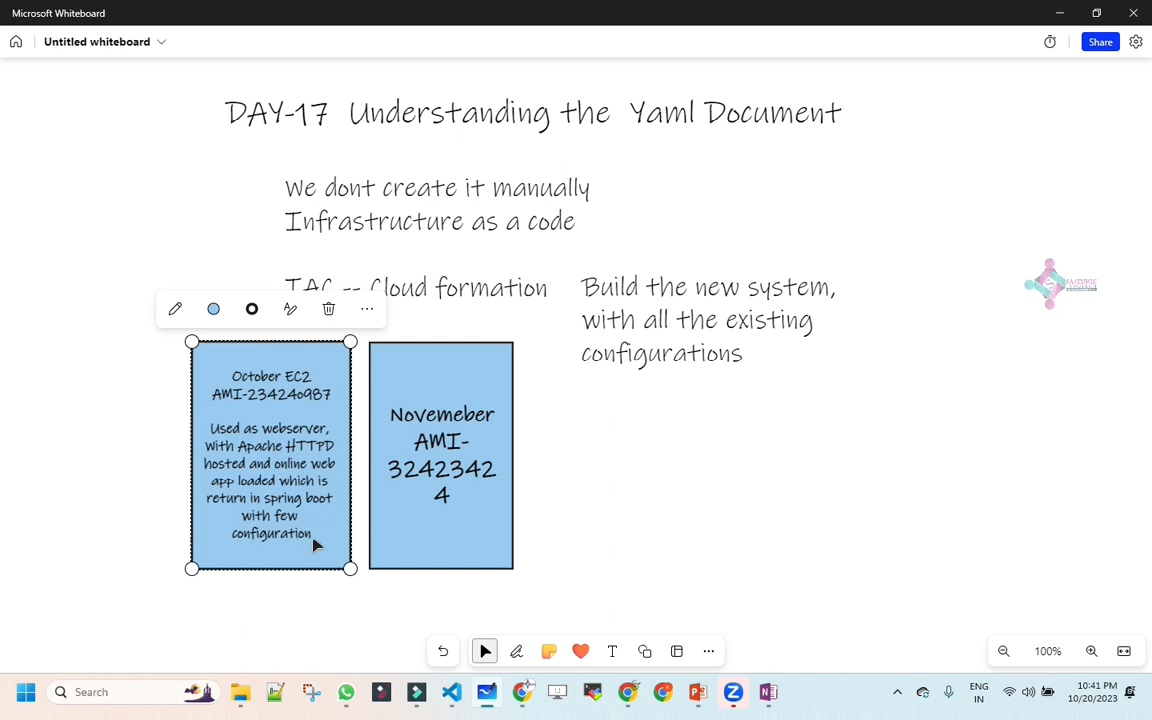 Microsoft Whiteboard
Untitled whiteboard
Share
DAY-17 Understanding the Yaml Document
We dont create it manually
Infrastructure as a code
IAC -- Cloud formation
Build the new system,
with all the existing
configurations
October EC2
AMI-234240987
Used as webserver,
With Apache HTTPD
hosted and online web
app loaded which is
return in spring boot
with few
configuration
Novemeber
AMI-
3242342
4
100%
Search
ENG
IN
10:41 PM
10/20/2023